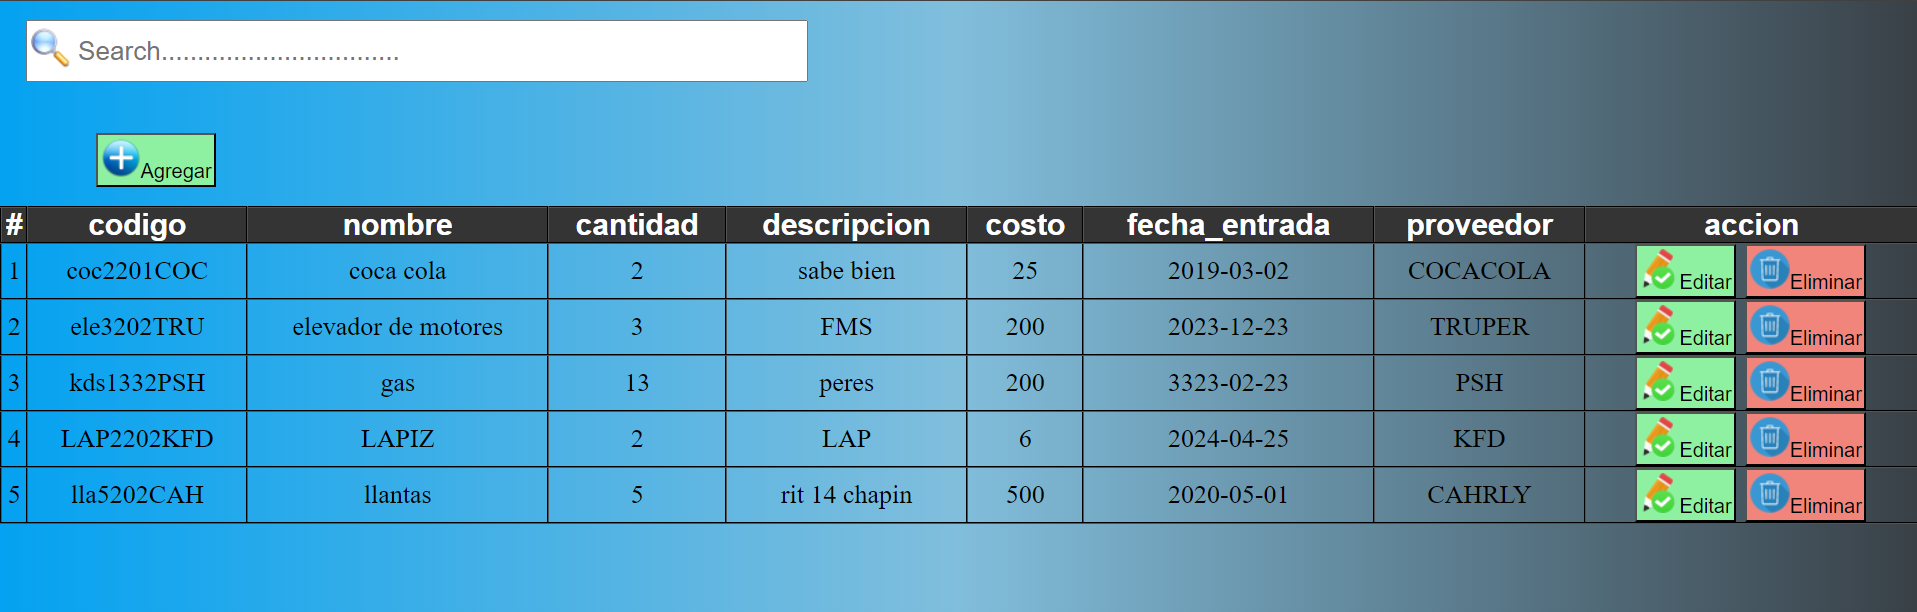 Search.................................
Agregar
# codigo nombre cantidad descripcion costo fecha_entrada proveedor accion
1 coc2201COC coca cola 2 sabe bien 25 2019-03-02 COCACOLA Editar Eliminar
2 ele3202TRU elevador de motores 3 FMS 200 2023-12-23 TRUPER Editar Eliminar
3 kds1332PSH gas 13 peres 200 3323-02-23 PSH Editar Eliminar
4 LAP2202KFD LAPIZ 2 LAP 6 2024-04-25 KFD Editar Eliminar
5 lla5202CAH llantas 5 rit 14 chapin 500 2020-05-01 CAHRLY Editar Eliminar